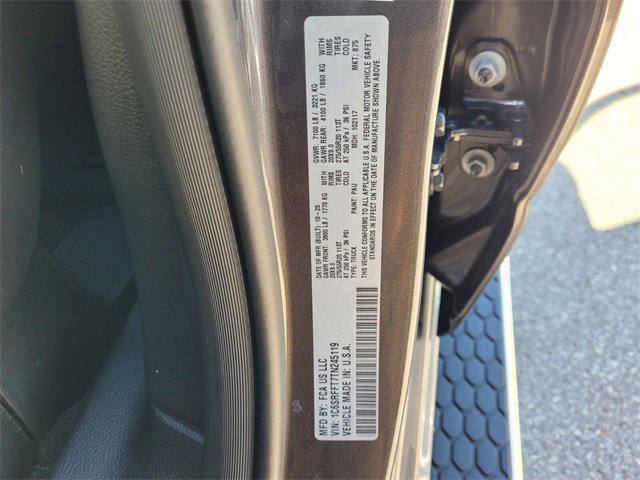 MFD BY: FCA US LLC
DATE OF MFR (BUILT): 10-25
GVWR: 7100 LB / 3221 KG
GAWR FRONT: 3900 LB / 1770 KG WITH
20X9.0 RIMS
275/55R20 113T TIRES
AT 250 kPa / 36 PSI COLD
GAWR REAR: 4100 LB / 1860 KG WITH
20X9.0 RIMS
275/55R20 113T TIRES
AT 250 kPa / 36 PSI COLD
VIN: 1C6SRFFT7TN245119
TYPE: TRUCK PAINT: PAU MDH: 102117 MKT: 875
VEHICLE MADE IN: U.S.A.
THIS VEHICLE CONFORMS TO ALL APPLICABLE U.S.A. FEDERAL MOTOR VEHICLE SAFETY
STANDARDS IN EFFECT ON THE DATE OF MANUFACTURE SHOWN ABOVE.